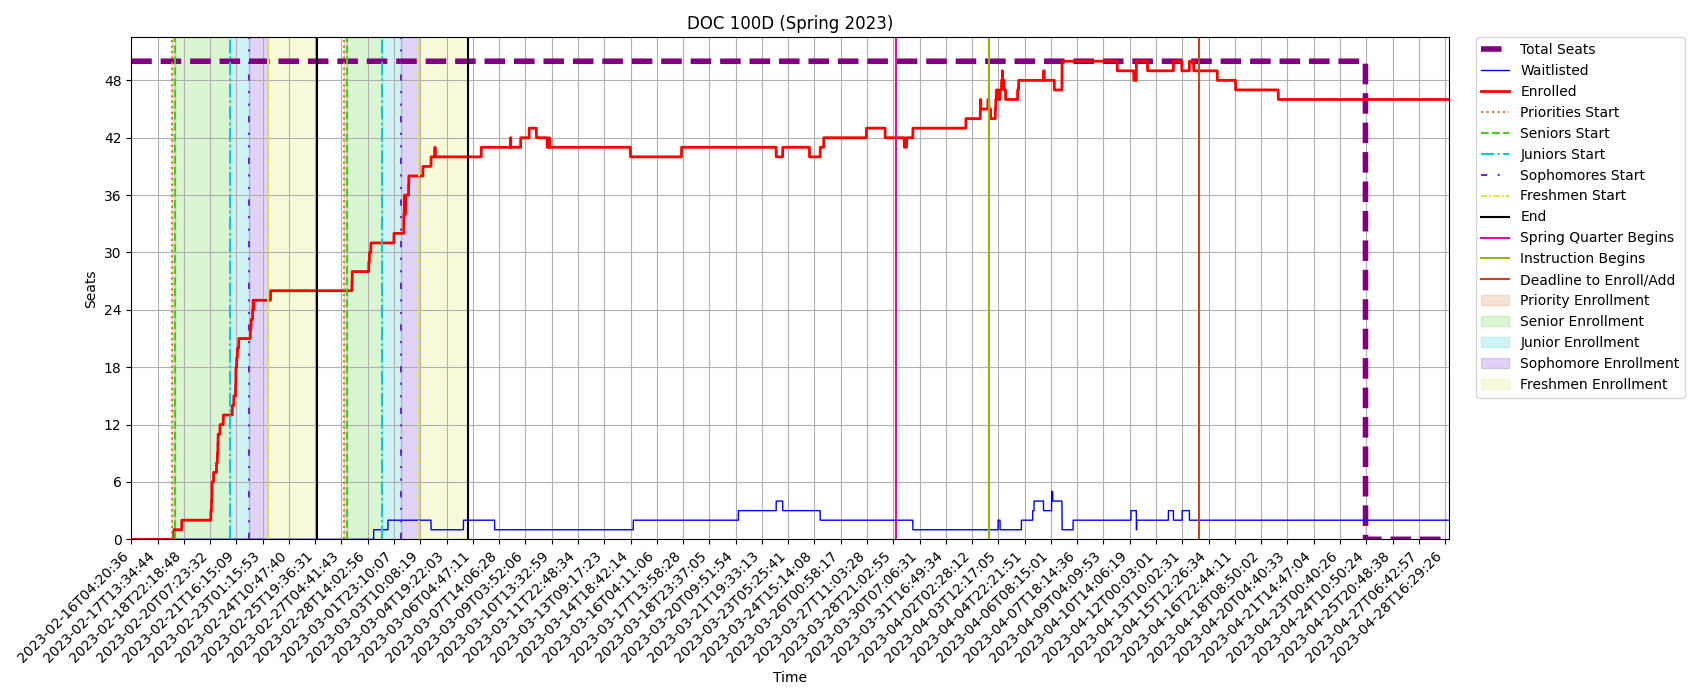 DOC 100D (Spring 2023)
Seats
48
42
36
30
24
18
12
6
0
2023-02-16T04:20:36
2023-02-17T13:34:44
2023-02-18T22:18:48
2023-02-20T07:23:32
2023-02-21T16:15:09
2023-02-23T01:15:53
2023-02-24T10:47:40
2023-02-25T19:36:31
2023-02-27T04:41:43
2023-02-28T14:02:56
2023-03-01T23:10:07
2023-03-03T10:08:19
2023-03-04T19:22:03
2023-03-06T04:47:11
2023-03-07T14:06:28
2023-03-09T03:52:06
2023-03-10T13:32:59
2023-03-11T22:48:34
2023-03-13T09:17:23
2023-03-14T18:42:14
2023-03-16T04:11:06
2023-03-17T13:58:28
2023-03-18T23:37:05
2023-03-20T09:51:54
2023-03-21T19:33:13
2023-03-23T05:25:41
2023-03-24T15:14:08
2023-03-26T00:58:17
2023-03-27T11:03:28
2023-03-28T21:02:55
2023-03-30T07:06:31
2023-03-31T16:49:34
2023-04-02T02:28:12
2023-04-03T12:17:05
2023-04-04T22:21:51
2023-04-06T08:15:01
2023-04-07T18:14:36
2023-04-09T04:09:53
2023-04-10T14:06:19
2023-04-12T00:03:01
2023-04-13T10:02:31
2023-04-15T12:26:34
2023-04-16T22:44:11
2023-04-18T08:50:02
2023-04-20T04:40:33
2023-04-21T14:47:04
2023-04-23T00:40:26
2023-04-24T10:50:24
2023-04-25T20:48:38
2023-04-27T06:42:57
2023-04-28T16:29:26
Time
Total Seats
Waitlisted
Enrolled
Priorities Start
Seniors Start
Juniors Start
Sophomores Start
Freshmen Start
End
Spring Quarter Begins
Instruction Begins
Deadline to Enroll/Add
Priority Enrollment
Senior Enrollment
Junior Enrollment
Sophomore Enrollment
Freshmen Enrollment